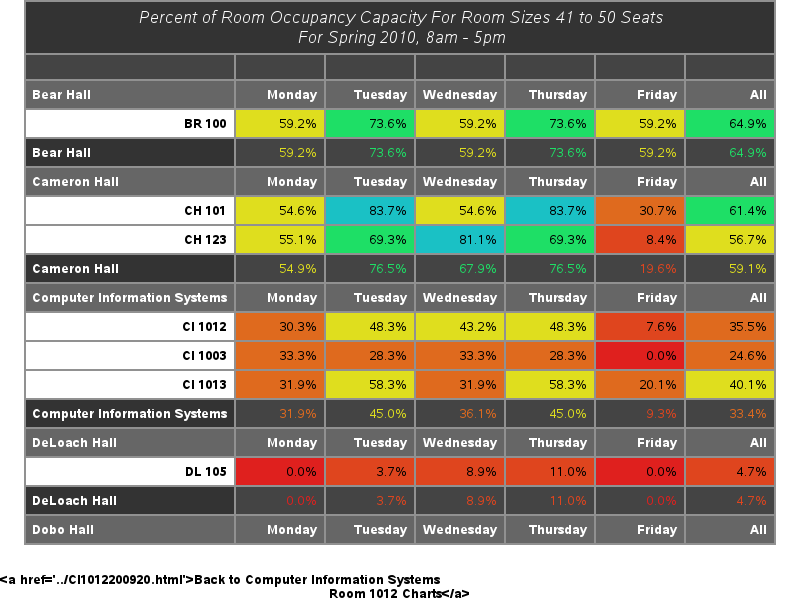 Percent of Room Occupancy Capacity For Room Sizes 41 to 50 Seats
For Spring 2010, 8am - 5pm
Bear Hall Monday Tuesday Wednesday Thursday Friday All
BR 100 59.2% 73.6% 59.2% 73.6% 59.2% 64.9%
Bear Hall 59.2% 73.6% 59.2% 73.6% 59.2% 64.9%
Cameron Hall Monday Tuesday Wednesday Thursday Friday All
CH 101 54.6% 83.7% 54.6% 83.7% 30.7% 61.4%
CH 123 55.1% 69.3% 81.1% 69.3% 8.4% 56.7%
Cameron Hall 54.9% 76.5% 67.9% 76.5% 19.6% 59.1%
Computer Information Systems Monday Tuesday Wednesday Thursday Friday All
CI 1012 30.3% 48.3% 43.2% 48.3% 7.6% 35.5%
CI 1003 33.3% 28.3% 33.3% 28.3% 0.0% 24.6%
CI 1013 31.9% 58.3% 31.9% 58.3% 20.1% 40.1%
Computer Information Systems 31.9% 45.0% 36.1% 45.0% 9.3% 33.4%
DeLoach Hall Monday Tuesday Wednesday Thursday Friday All
DL 105 0.0% 3.7% 8.9% 11.0% 0.0% 4.7%
DeLoach Hall 0.0% 3.7% 8.9% 11.0% 0.0% 4.7%
Dobo Hall Monday Tuesday Wednesday Thursday Friday All
<a href='../CI1012200920.html'>Back to Computer Information Systems
Room 1012 Charts</a>